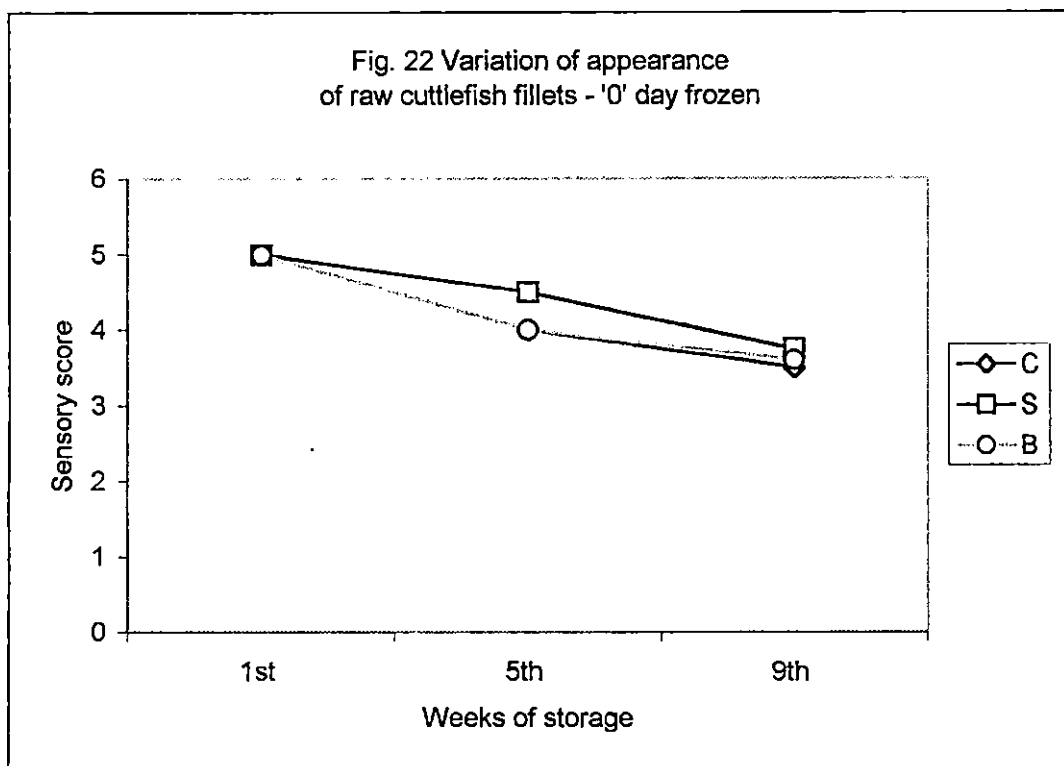 Fig. 22 Variation of appearance
of raw cuttlefish fillets - '0' day frozen
6
5
4
3
2
1
0
Sensory score
1st 5th 9th
Weeks of storage
C
S
B